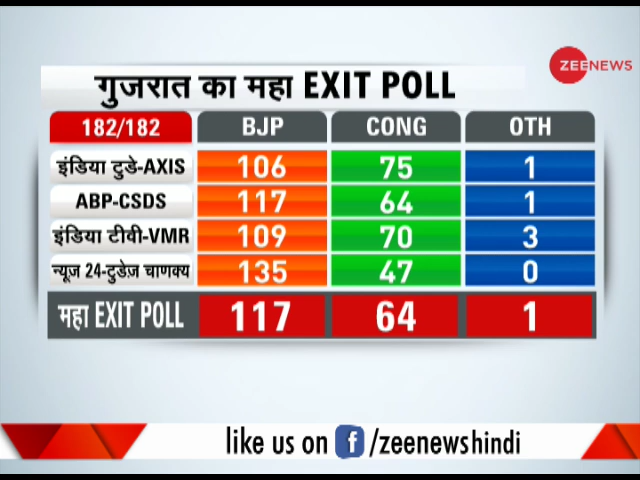 ZEENEWS
गुजरात का महा EXIT POLL
182/182 BJP CONG OTH
इंडिया टुडे-AXIS 106 75 1
ABP-CSDS 117 64 1
इंडिया टीवी-VMR 109 70 3
न्यूज 24-टुडेज़ चाणक्य 135 47 0
महा EXIT POLL 117 64 1
like us on f/zeenewshindi